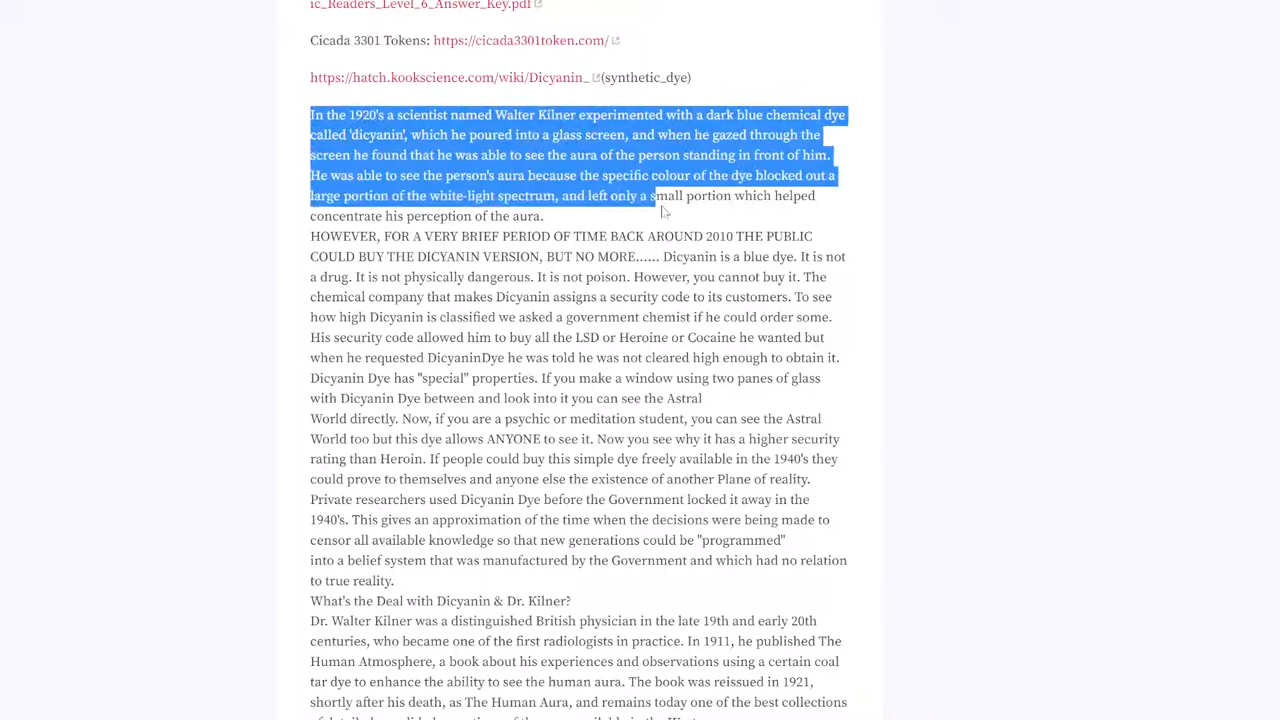 ic_Readers_Level_6_Answer_Key.pdf
Cicada 3301 Tokens: https://cicada3301token.com/
https://hatch.kookscience.com/wiki/Dicyanin_ (synthetic_dye)
In the 1920's a scientist named Walter Kilner experimented with a dark blue chemical dye
called 'dicyanin', which he poured into a glass screen, and when he gazed through the
screen he found that he was able to see the aura of the person standing in front of him.
He was able to see the person's aura because the specific colour of the dye blocked out a
large portion of the white-light spectrum, and left only a small portion which helped
concentrate his perception of the aura.
HOWEVER, FOR A VERY BRIEF PERIOD OF TIME BACK AROUND 2010 THE PUBLIC
COULD BUY THE DICYANIN VERSION, BUT NO MORE...... Dicyanin is a blue dye. It is not
a drug. It is not physically dangerous. It is not poison. However, you cannot buy it. The
chemical company that makes Dicyanin assigns a security code to its customers. To see
how high Dicyanin is classified we asked a government chemist if he could order some.
His security code allowed him to buy all the LSD or Heroine or Cocaine he wanted but
when he requested DicyaninDye he was told he was not cleared high enough to obtain it.
Dicyanin Dye has "special" properties. If you make a window using two panes of glass
with Dicyanin Dye between and look into it you can see the Astral
World directly. Now, if you are a psychic or meditation student, you can see the Astral
World too but this dye allows ANYONE to see it. Now you see why it has a higher security
rating than Heroin. If people could buy this simple dye freely available in the 1940's they
could prove to themselves and anyone else the existence of another Plane of reality.
Private researchers used Dicyanin Dye before the Government locked it away in the
1940's. This gives an approximation of the time when the decisions were being made to
censor all available knowledge so that new generations could be "programmed"
into a belief system that was manufactured by the Government and which had no relation
to true reality.
What's the Deal with Dicyanin & Dr. Kilner?
Dr. Walter Kilner was a distinguished British physician in the late 19th and early 20th
centuries, who became one of the first radiologists in practice. In 1911, he published The
Human Atmosphere, a book about his experiences and observations using a certain coal
tar dye to enhance the ability to see the human aura. The book was reissued in 1921,
shortly after his death, as The Human Aura, and remains today one of the best collections